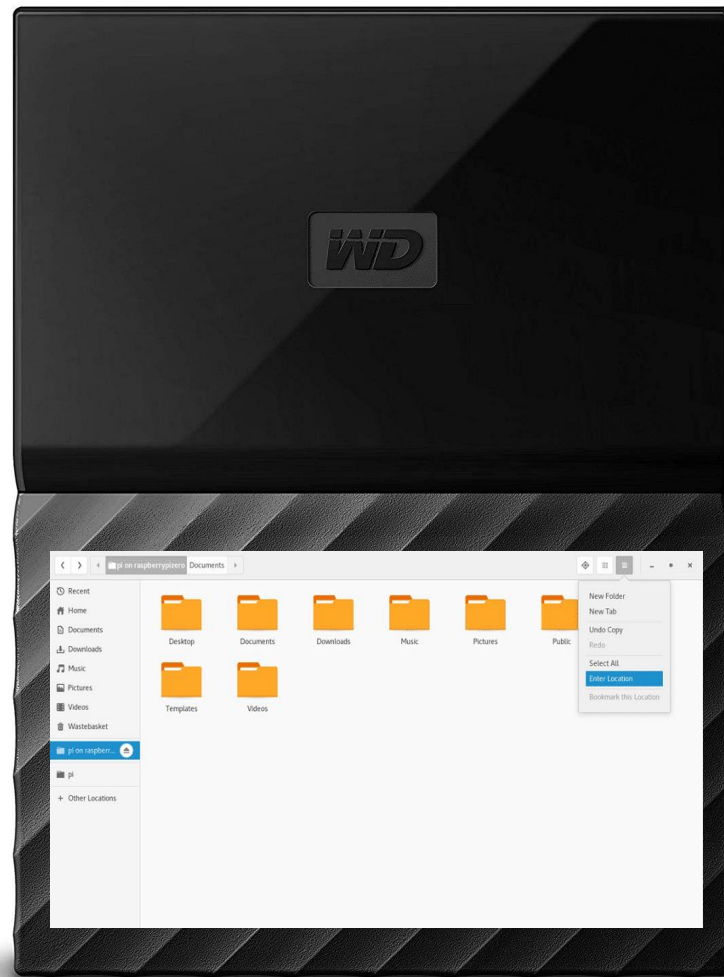 WD
pi on raspberrypizero Documents
Recent
Home
Documents
Downloads
Music
Pictures
Videos
Wastebasket
pi on raspberr...
pi
+ Other Locations
Desktop Documents Downloads Music Pictures Public
Templates Videos
New Folder
New Tab
Undo Copy
Redo
Select All
Enter Location
Bookmark this Location